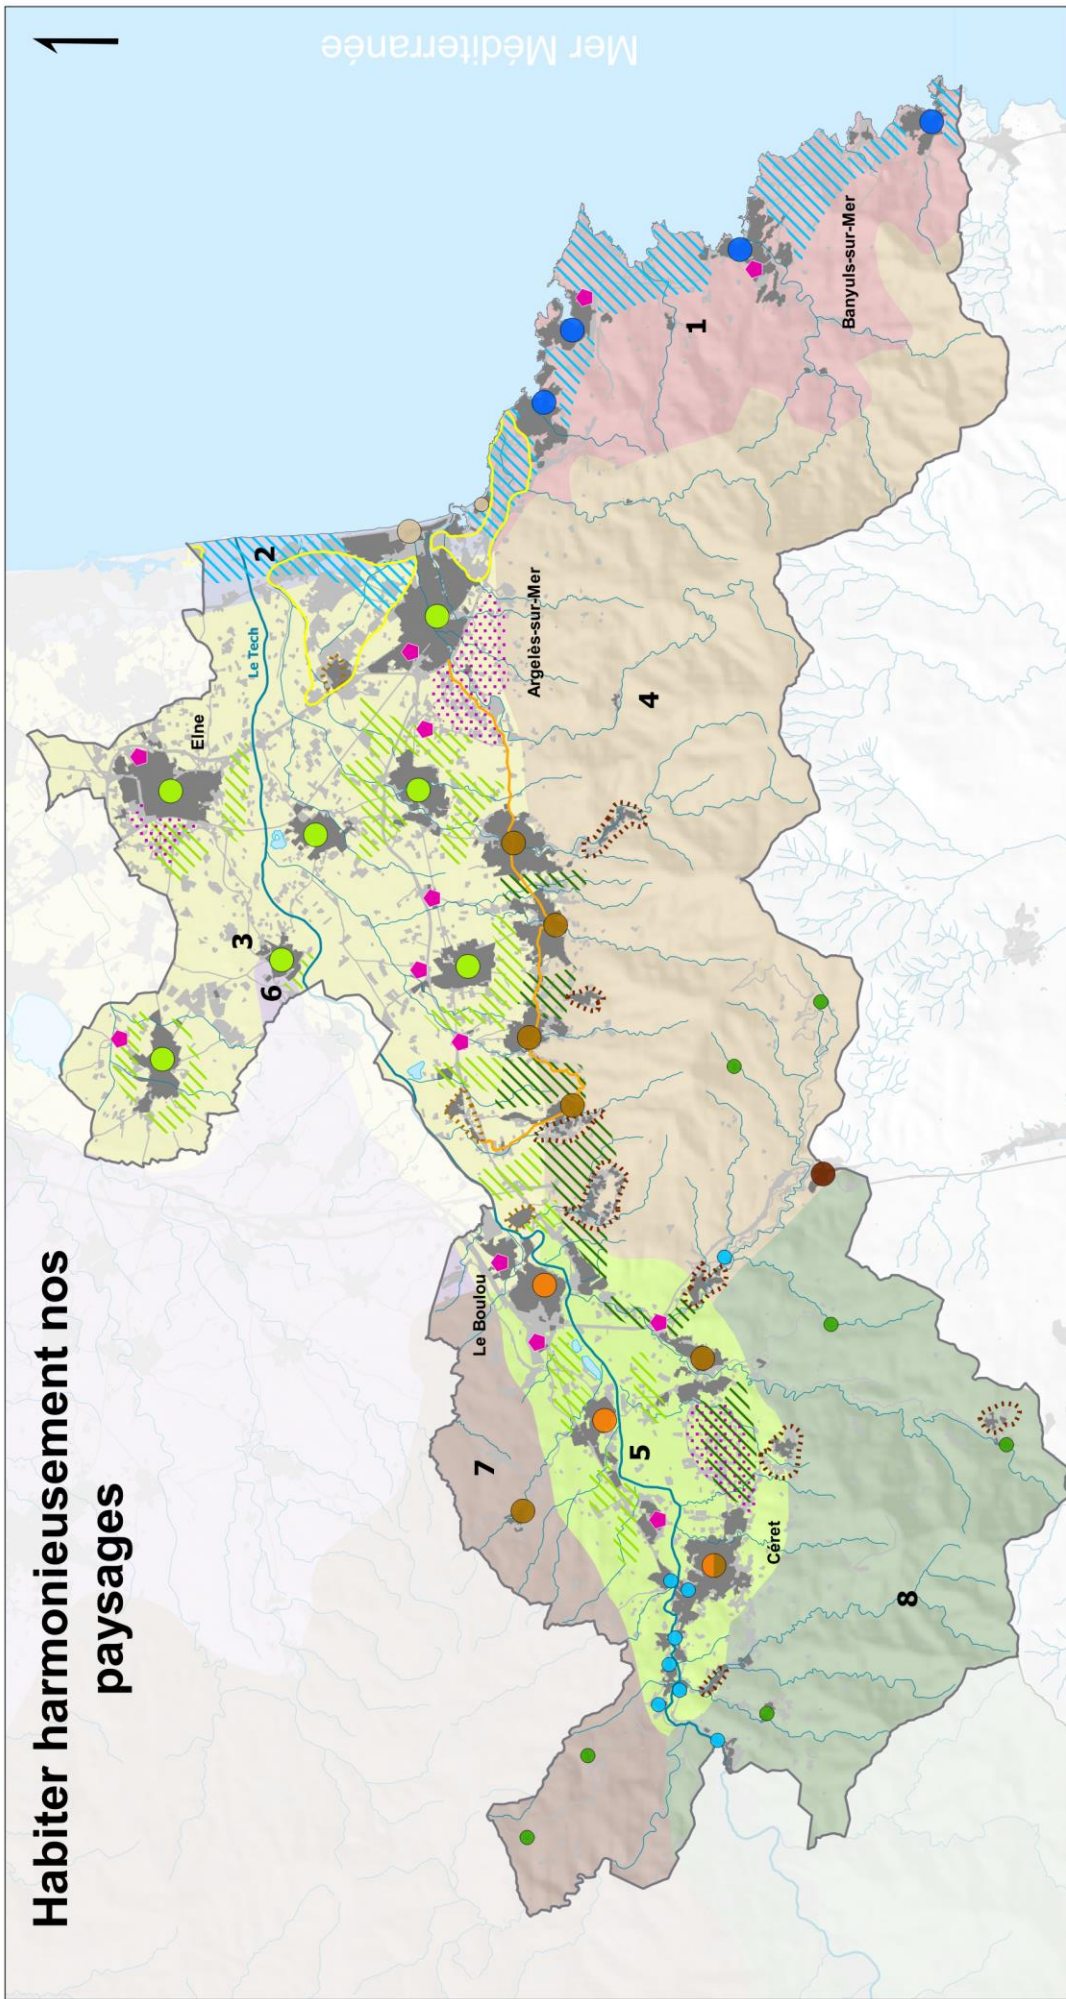 Habiter harmonieusement nos
paysages
1
Mer Méditerranée
Elne
Le Tech
2
3
6
Argelès-sur-Mer
Le Boulou
4
1
Banyuls-sur-Mer
7
5
Céret
8